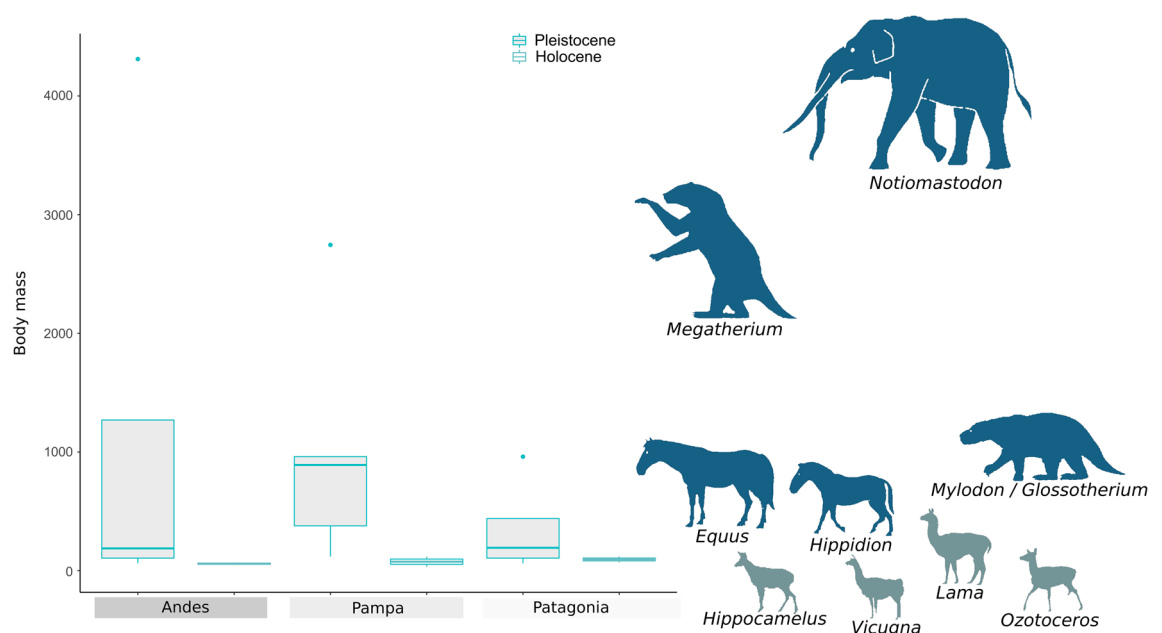 Pleistocene
Holocene
4000
3000
2000
1000
0
Body mass
Andes
Pampa
Patagonia
Notiomastodon
Megatherium
Mylodon / Glossotherium
Equus
Hippidion
Lama
Hippocamelus
Vicugna
Ozotoceros